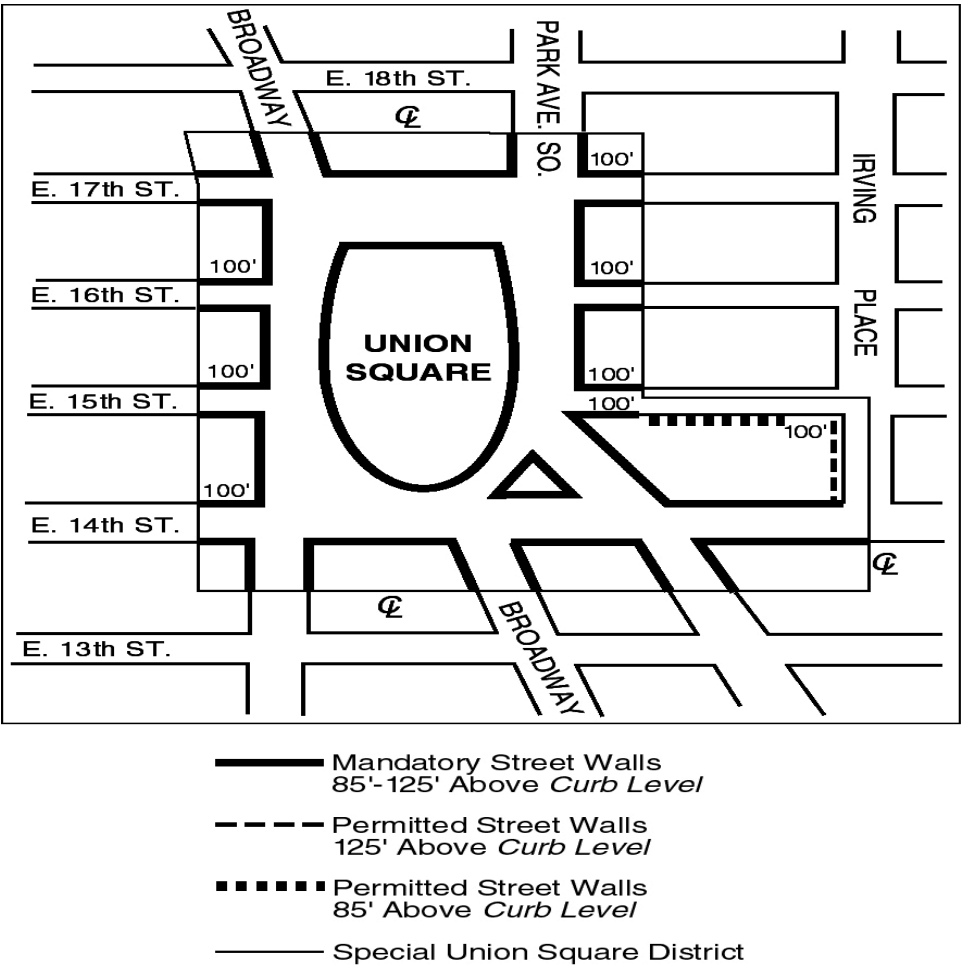 BROADWAY
PARK AVE. SO.
E. 18th ST.
℄
100'
IRVING PLACE
E. 17th ST.
100'
100'
E. 16th ST.
UNION
SQUARE
100'
100'
E. 15th ST.
100'
100'
100'
E. 14th ST.
℄
℄
BROADWAY
E. 13th ST.
Mandatory Street Walls
85'-125' Above Curb Level
Permitted Street Walls
125' Above Curb Level
Permitted Street Walls
85' Above Curb Level
Special Union Square District